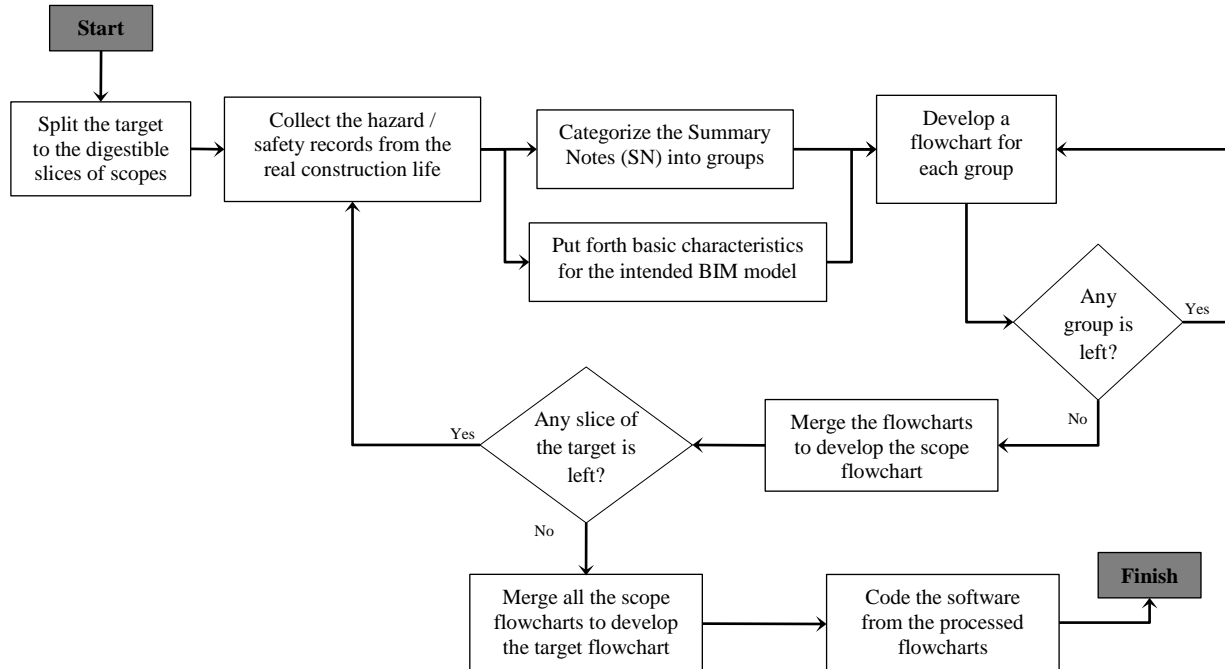 Start
Split the target
to the digestible
slices of scopes
Collect the hazard /
safety records from the
real construction life
Categorize the Summary
Notes (SN) into groups
Put forth basic characteristics
for the intended BIM model
Develop a
flowchart for
each group
Any
group is
left?
Yes
No
Merge the flowcharts
to develop the scope
flowchart
Any slice of
the target is
left?
Yes
No
Merge all the scope
flowcharts to develop
the target flowchart
Code the software
from the processed
flowcharts
Finish